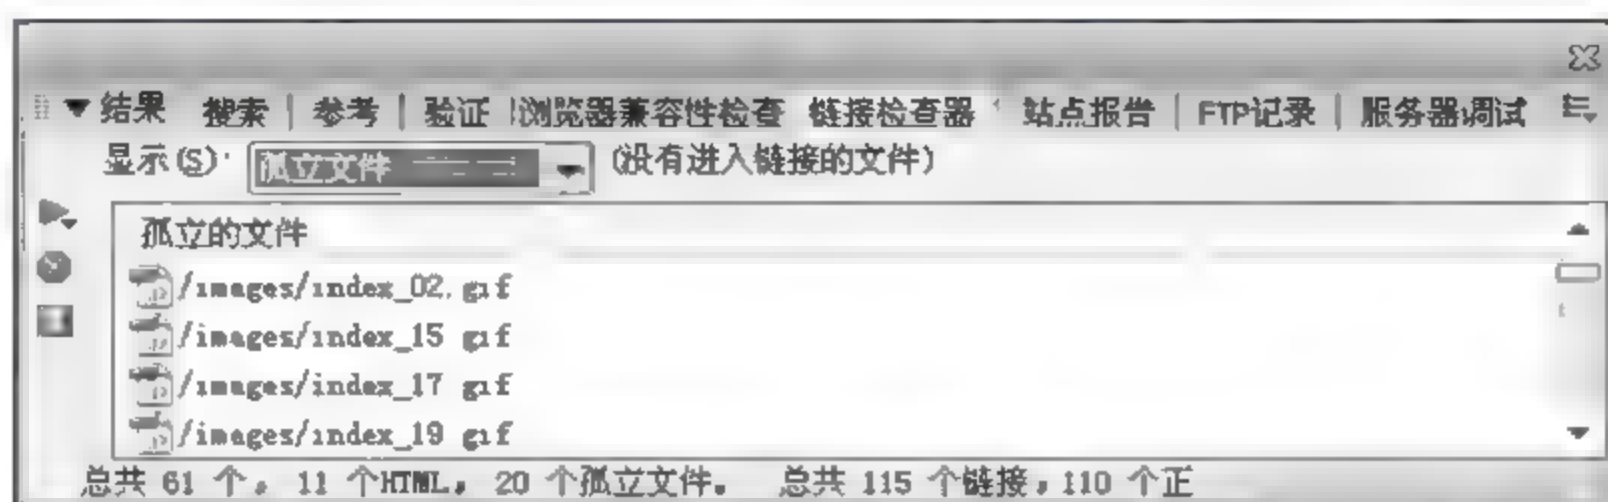 结果 搜索 | 参考 | 验证 | 浏览器兼容性检查 链接检查器 站点报告 | FTP记录 | 服务器调试
显示(S): 孤立文件 (没有进入链接的文件)
孤立的文件
/images/index_02.gif
/images/index_15.gif
/images/index_17.gif
/images/index_19.gif
总共 61 个, 11 个HTML, 20 个孤立文件。 总共 115 个链接, 110 个正